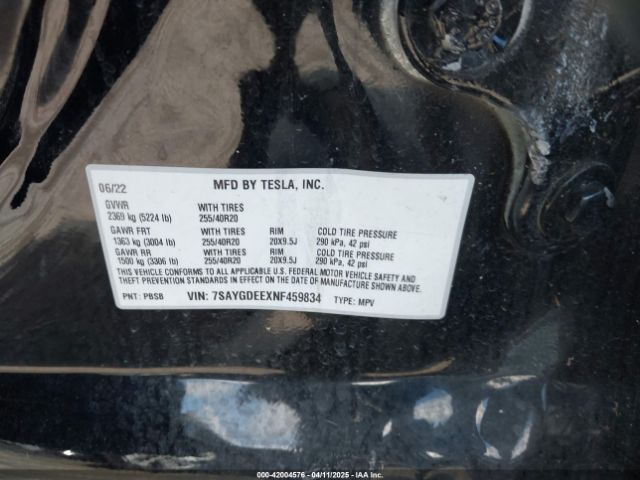 06/22 MFD BY TESLA, INC.
GVWR WITH TIRES
2369 kg (5224 lb) 255/40R20
GAWR FRT WITH TIRES RIM COLD TIRE PRESSURE
1363 kg (3004 lb) 255/40R20 20X9.5J 290 kPa, 42 psi
GAWR RR WITH TIRES RIM COLD TIRE PRESSURE
1500 kg (3306 lb) 255/40R20 20X9.5J 290 kPa, 42 psi
THIS VEHICLE CONFORMS TO ALL APPLICABLE U.S. FEDERAL MOTOR VEHICLE SAFETY AND
THEFT PREVENTION STANDARDS IN EFFECT ON THE DATE OF MANUFACTURE SHOWN ABOVE.
PNT: PBSB VIN: 7SAYGDEEXNF459834 TYPE: MPV
000-42004576 - 04/11/2025 - IAAI.COM